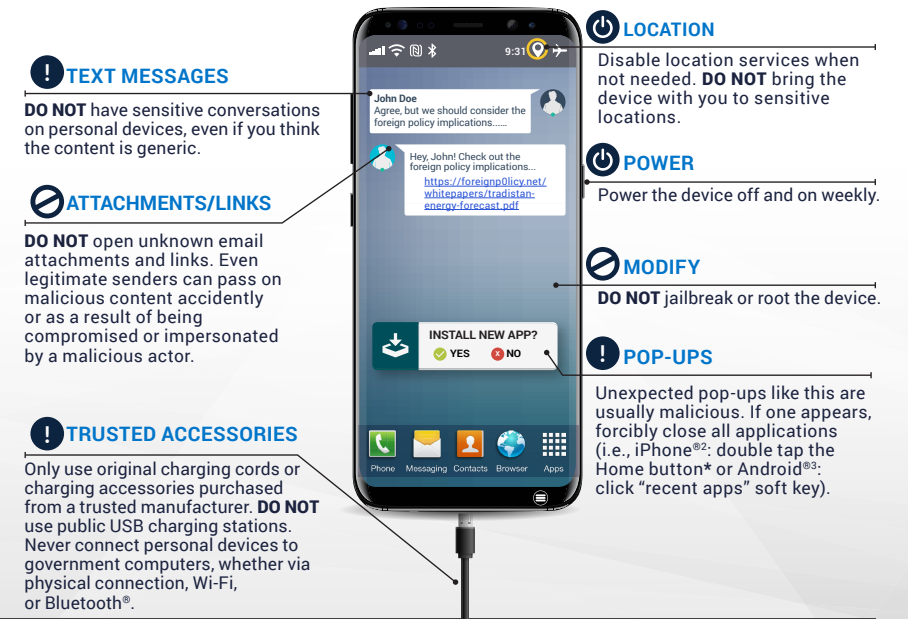 ! TEXT MESSAGES
DO NOT have sensitive conversations
on personal devices, even if you think
the content is generic.
ATTACHMENTS/LINKS
DO NOT open unknown email
attachments and links. Even
legitimate senders can pass on
malicious content accidently
or as a result of being
compromised or impersonated
by a malicious actor.
! TRUSTED ACCESSORIES
Only use original charging cords or
charging accessories purchased
from a trusted manufacturer. DO NOT
use public USB charging stations.
Never connect personal devices to
government computers, whether via
physical connection, Wi-Fi,
or Bluetooth®.
9:31
John Doe
Agree, but we should consider the
foreign policy implications......
Hey, John! Check out the
foreign policy implications...
https://foreignp0licy.net/
whitepapers/tradistan-
energy-forecast.pdf
INSTALL NEW APP?
YES X NO
Phone Messaging Contacts Browser Apps
LOCATION
Disable location services when
not needed. DO NOT bring the
device with you to sensitive
locations.
POWER
Power the device off and on weekly.
MODIFY
DO NOT jailbreak or root the device.
! POP-UPS
Unexpected pop-ups like this are
usually malicious. If one appears,
forcibly close all applications
(i.e., iPhone®²: double tap the
Home button* or Android®³:
click “recent apps” soft key).